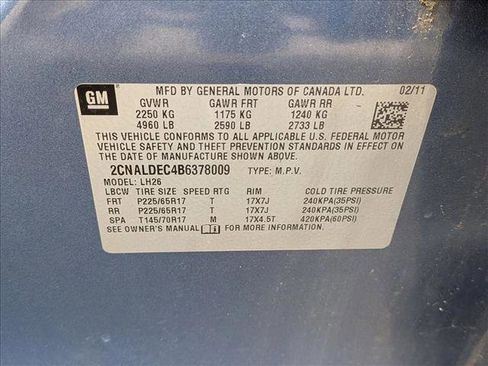 GM
MFD BY GENERAL MOTORS OF CANADA LTD. 02/11
GVWR GAWR FRT GAWR RR
2250 KG 1175 KG 1240 KG
4960 LB 2590 LB 2733 LB
THIS VEHICLE CONFORMS TO ALL APPLICABLE U.S. FEDERAL MOTOR
VEHICLE SAFETY AND THEFT PREVENTION STANDARDS IN EFFECT ON
THE DATE OF MANUFACTURE SHOWN ABOVE.
2CNALDEC4B6378009 TYPE: M.P.V.
MODEL: LH26
LBCW TIRE SIZE SPEED RTG RIM COLD TIRE PRESSURE
FRT P225/65R17 T 17X7J 240KPA(35PSI)
RR P225/65R17 T 17X7J 240KPA(35PSI)
SPA T145/70R17 M 17X4.5T 420KPA(60PSI)
SEE OWNER'S MANUAL FOR MORE INFORMATION.